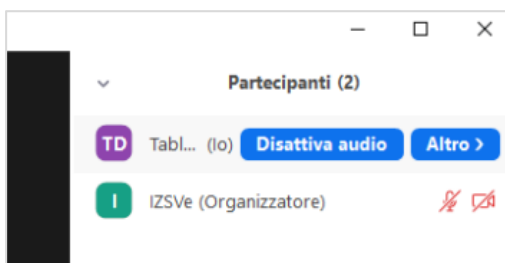 Partecipanti (2)
TD Tabl... (Io) Disattiva audio Altro >
I IZSVe (Organizzatore)